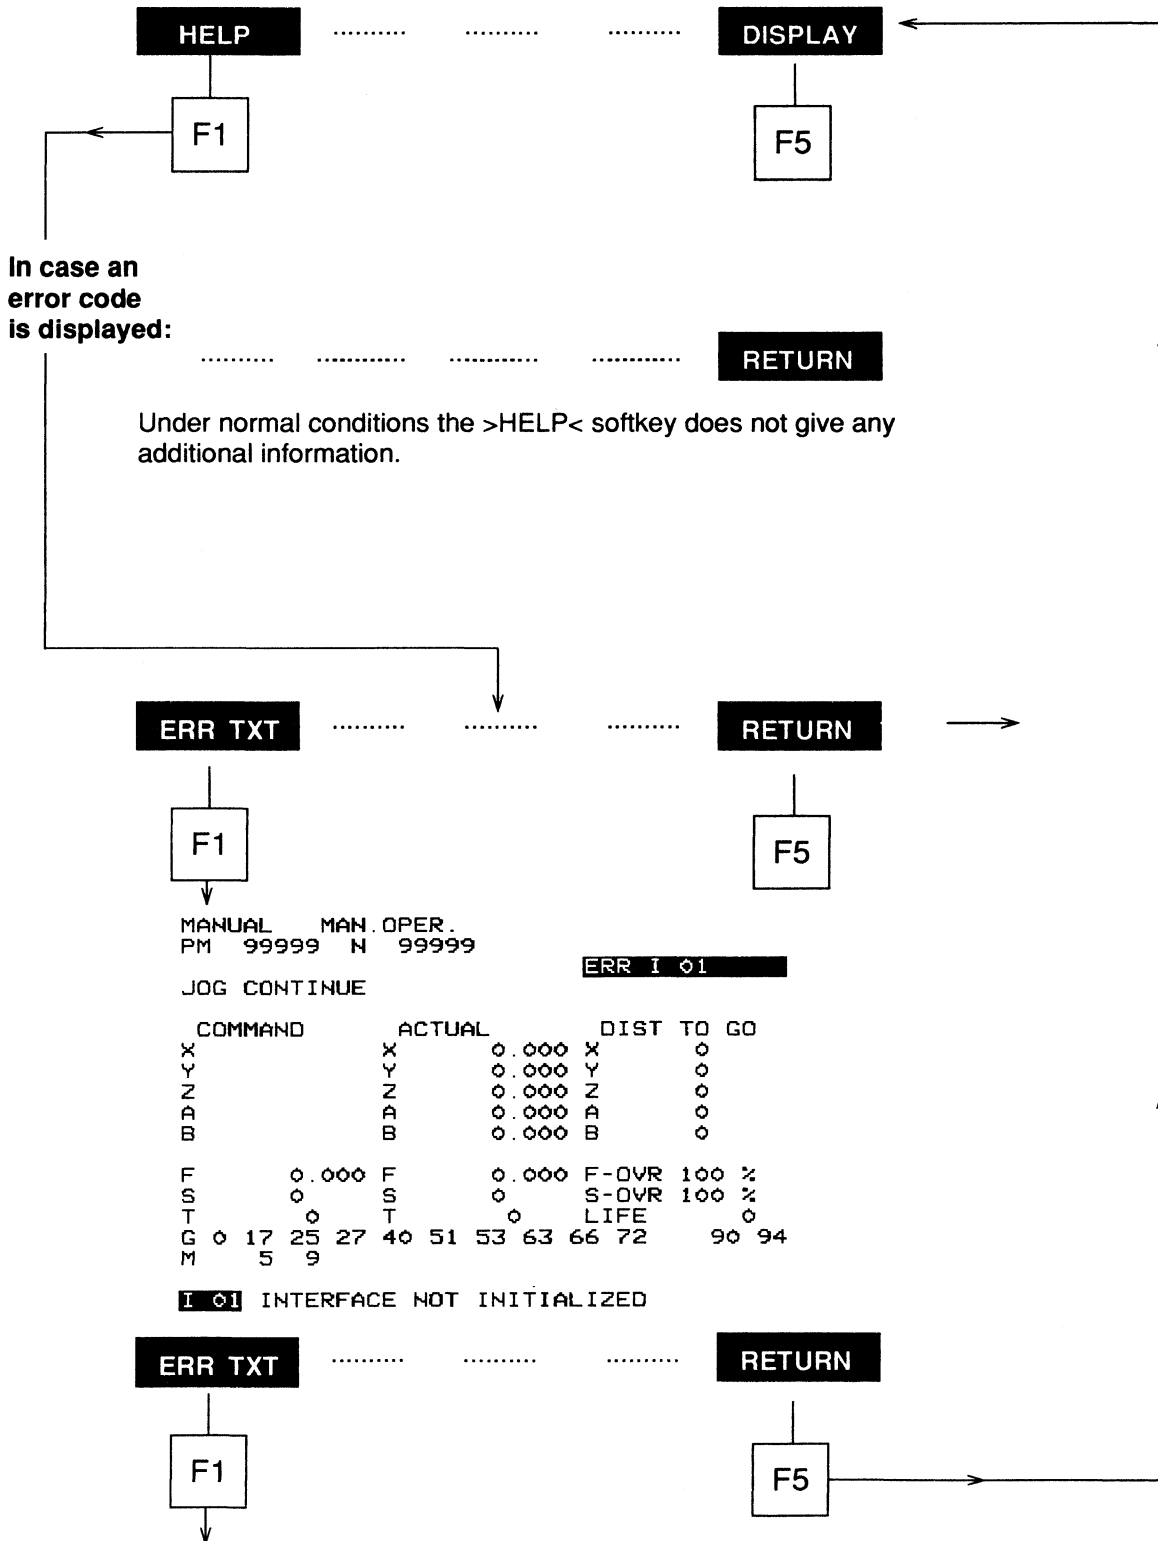 HELP .......... .......... .......... DISPLAY
F1
F5
In case an
error code
is displayed:
.......... ............ ............ ............ RETURN
Under normal conditions the >HELP< softkey does not give any
additional information.
ERR TXT .......... .......... .......... RETURN
F1
F5
MANUAL MAN.OPER.
PM 99999 N 99999
ERR I 01
JOG CONTINUE
COMMAND ACTUAL DIST TO GO
X X 0.000 X 0
Y Y 0.000 Y 0
Z Z 0.000 Z 0
A A 0.000 A 0
B B 0.000 B 0
F 0.000 F 0.000 F-OVR 100 %
S 0 S 0 S-OVR 100 %
T 0 T 0 LIFE 0
G 0 17 25 27 40 51 53 63 66 72 90 94
M 5 9
I 01 INTERFACE NOT INITIALIZED
ERR TXT .......... .......... .......... RETURN
F1
F5